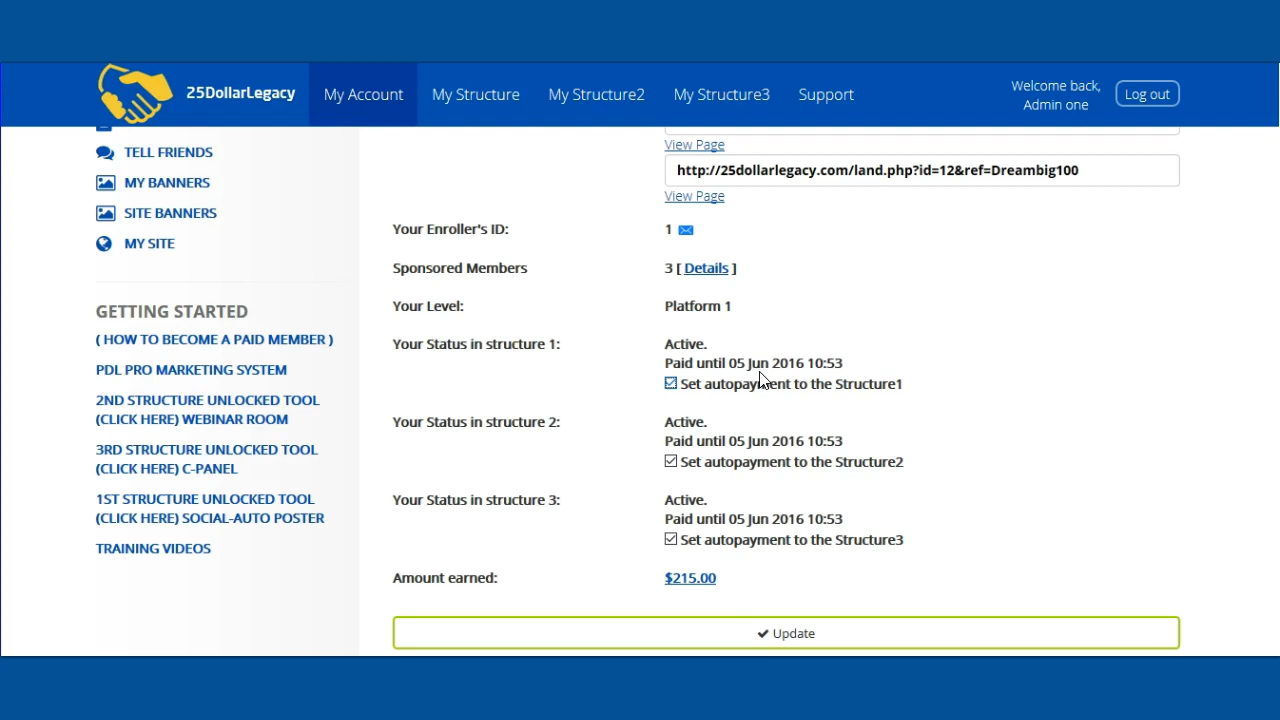 25DollarLegacy
My Account
My Structure
My Structure2
My Structure3
Support
Welcome back,
Admin one
Log out
TELL FRIENDS
MY BANNERS
SITE BANNERS
MY SITE
GETTING STARTED
( HOW TO BECOME A PAID MEMBER )
PDL PRO MARKETING SYSTEM
2ND STRUCTURE UNLOCKED TOOL
(CLICK HERE) WEBINAR ROOM
3RD STRUCTURE UNLOCKED TOOL
(CLICK HERE) C-PANEL
1ST STRUCTURE UNLOCKED TOOL
(CLICK HERE) SOCIAL-AUTO POSTER
TRAINING VIDEOS
View Page
http://25dollarlegacy.com/land.php?id=12&ref=Dreambig100
View Page
Your Enroller's ID: 1
Sponsored Members 3 [ Details ]
Your Level: Platform 1
Your Status in structure 1: Active.
Paid until 05 Jun 2016 10:53
Set autopayment to the Structure1
Your Status in structure 2: Active.
Paid until 05 Jun 2016 10:53
Set autopayment to the Structure2
Your Status in structure 3: Active.
Paid until 05 Jun 2016 10:53
Set autopayment to the Structure3
Amount earned: $215.00
Update